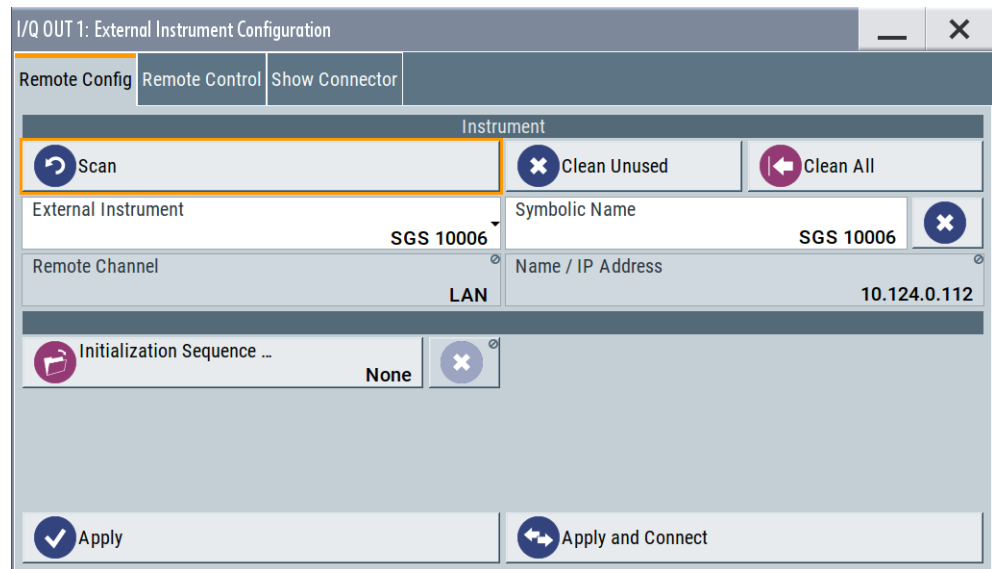 I/Q OUT 1: External Instrument Configuration
Remote Config Remote Control Show Connector
Instrument
Scan Clean Unused Clean All
External Instrument
SGS 10006
Symbolic Name
SGS 10006
Remote Channel
LAN
Name / IP Address
10.124.0.112
Initialization Sequence ...
None
Apply Apply and Connect